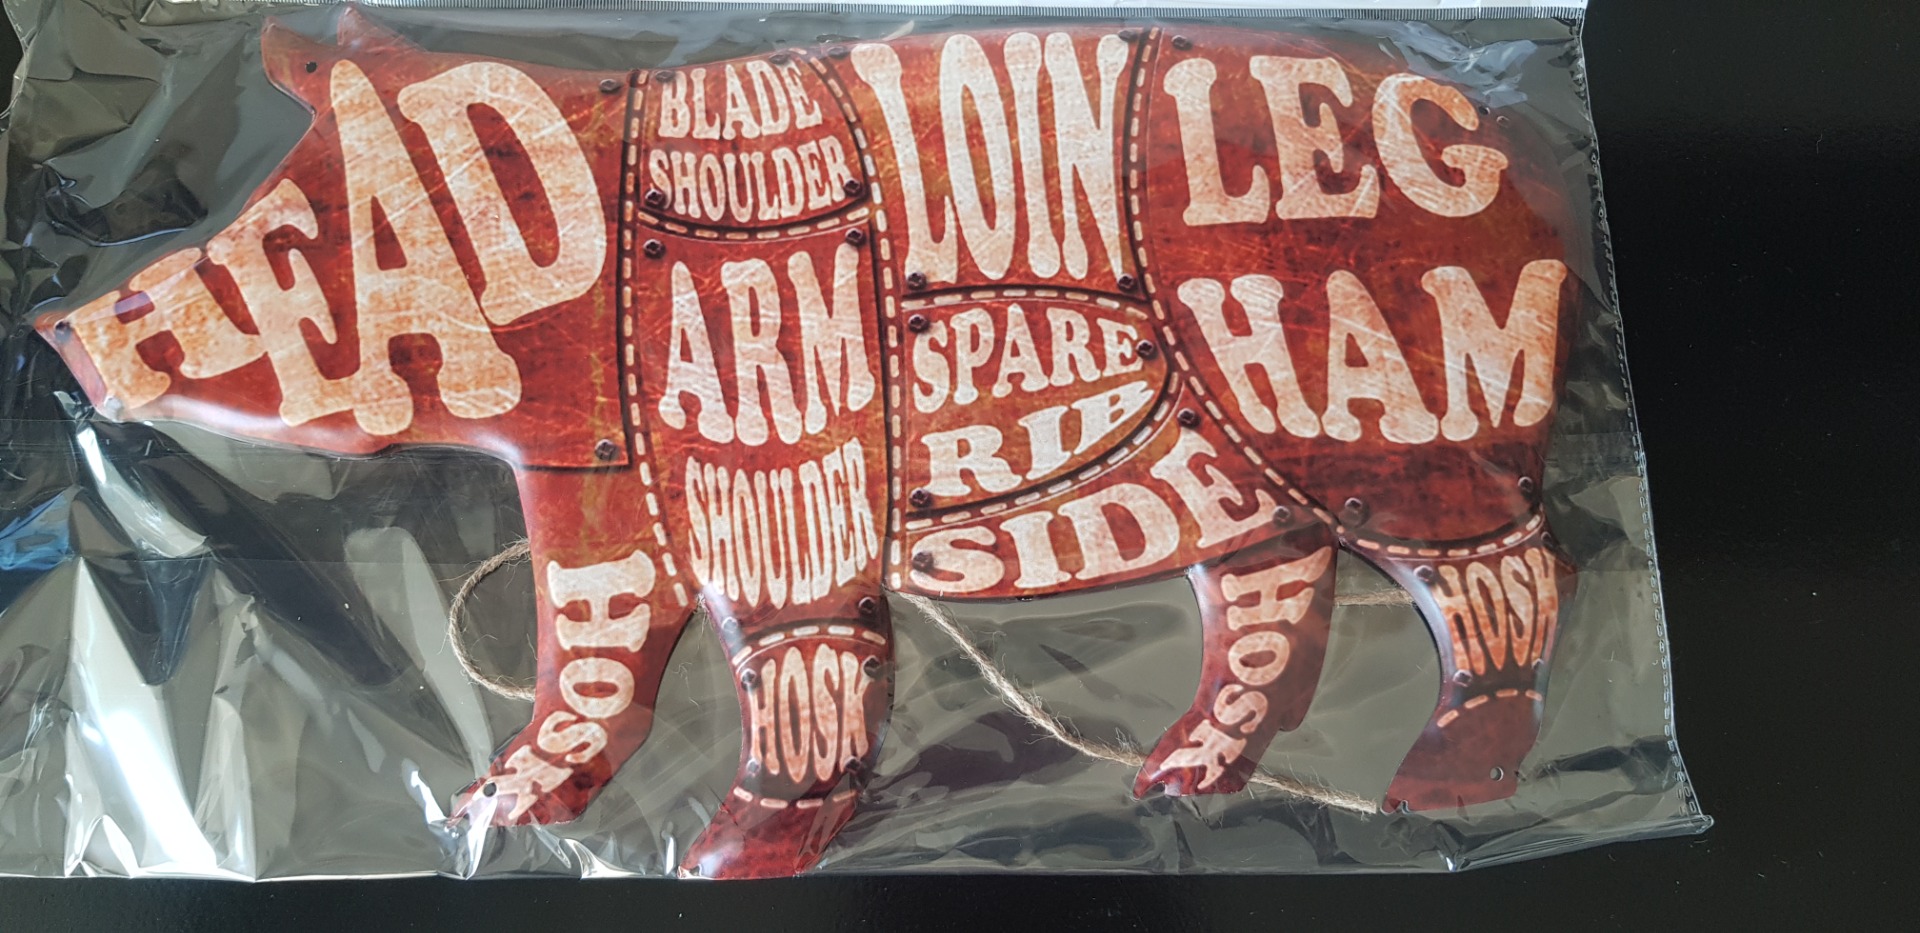 HEAD
BLADE
SHOULDER
ARM
SHOULDER
LOIN
SPARE
RIB
SIDE
LEG
HAM
HOSK
HOSK
HOSK
HOSK